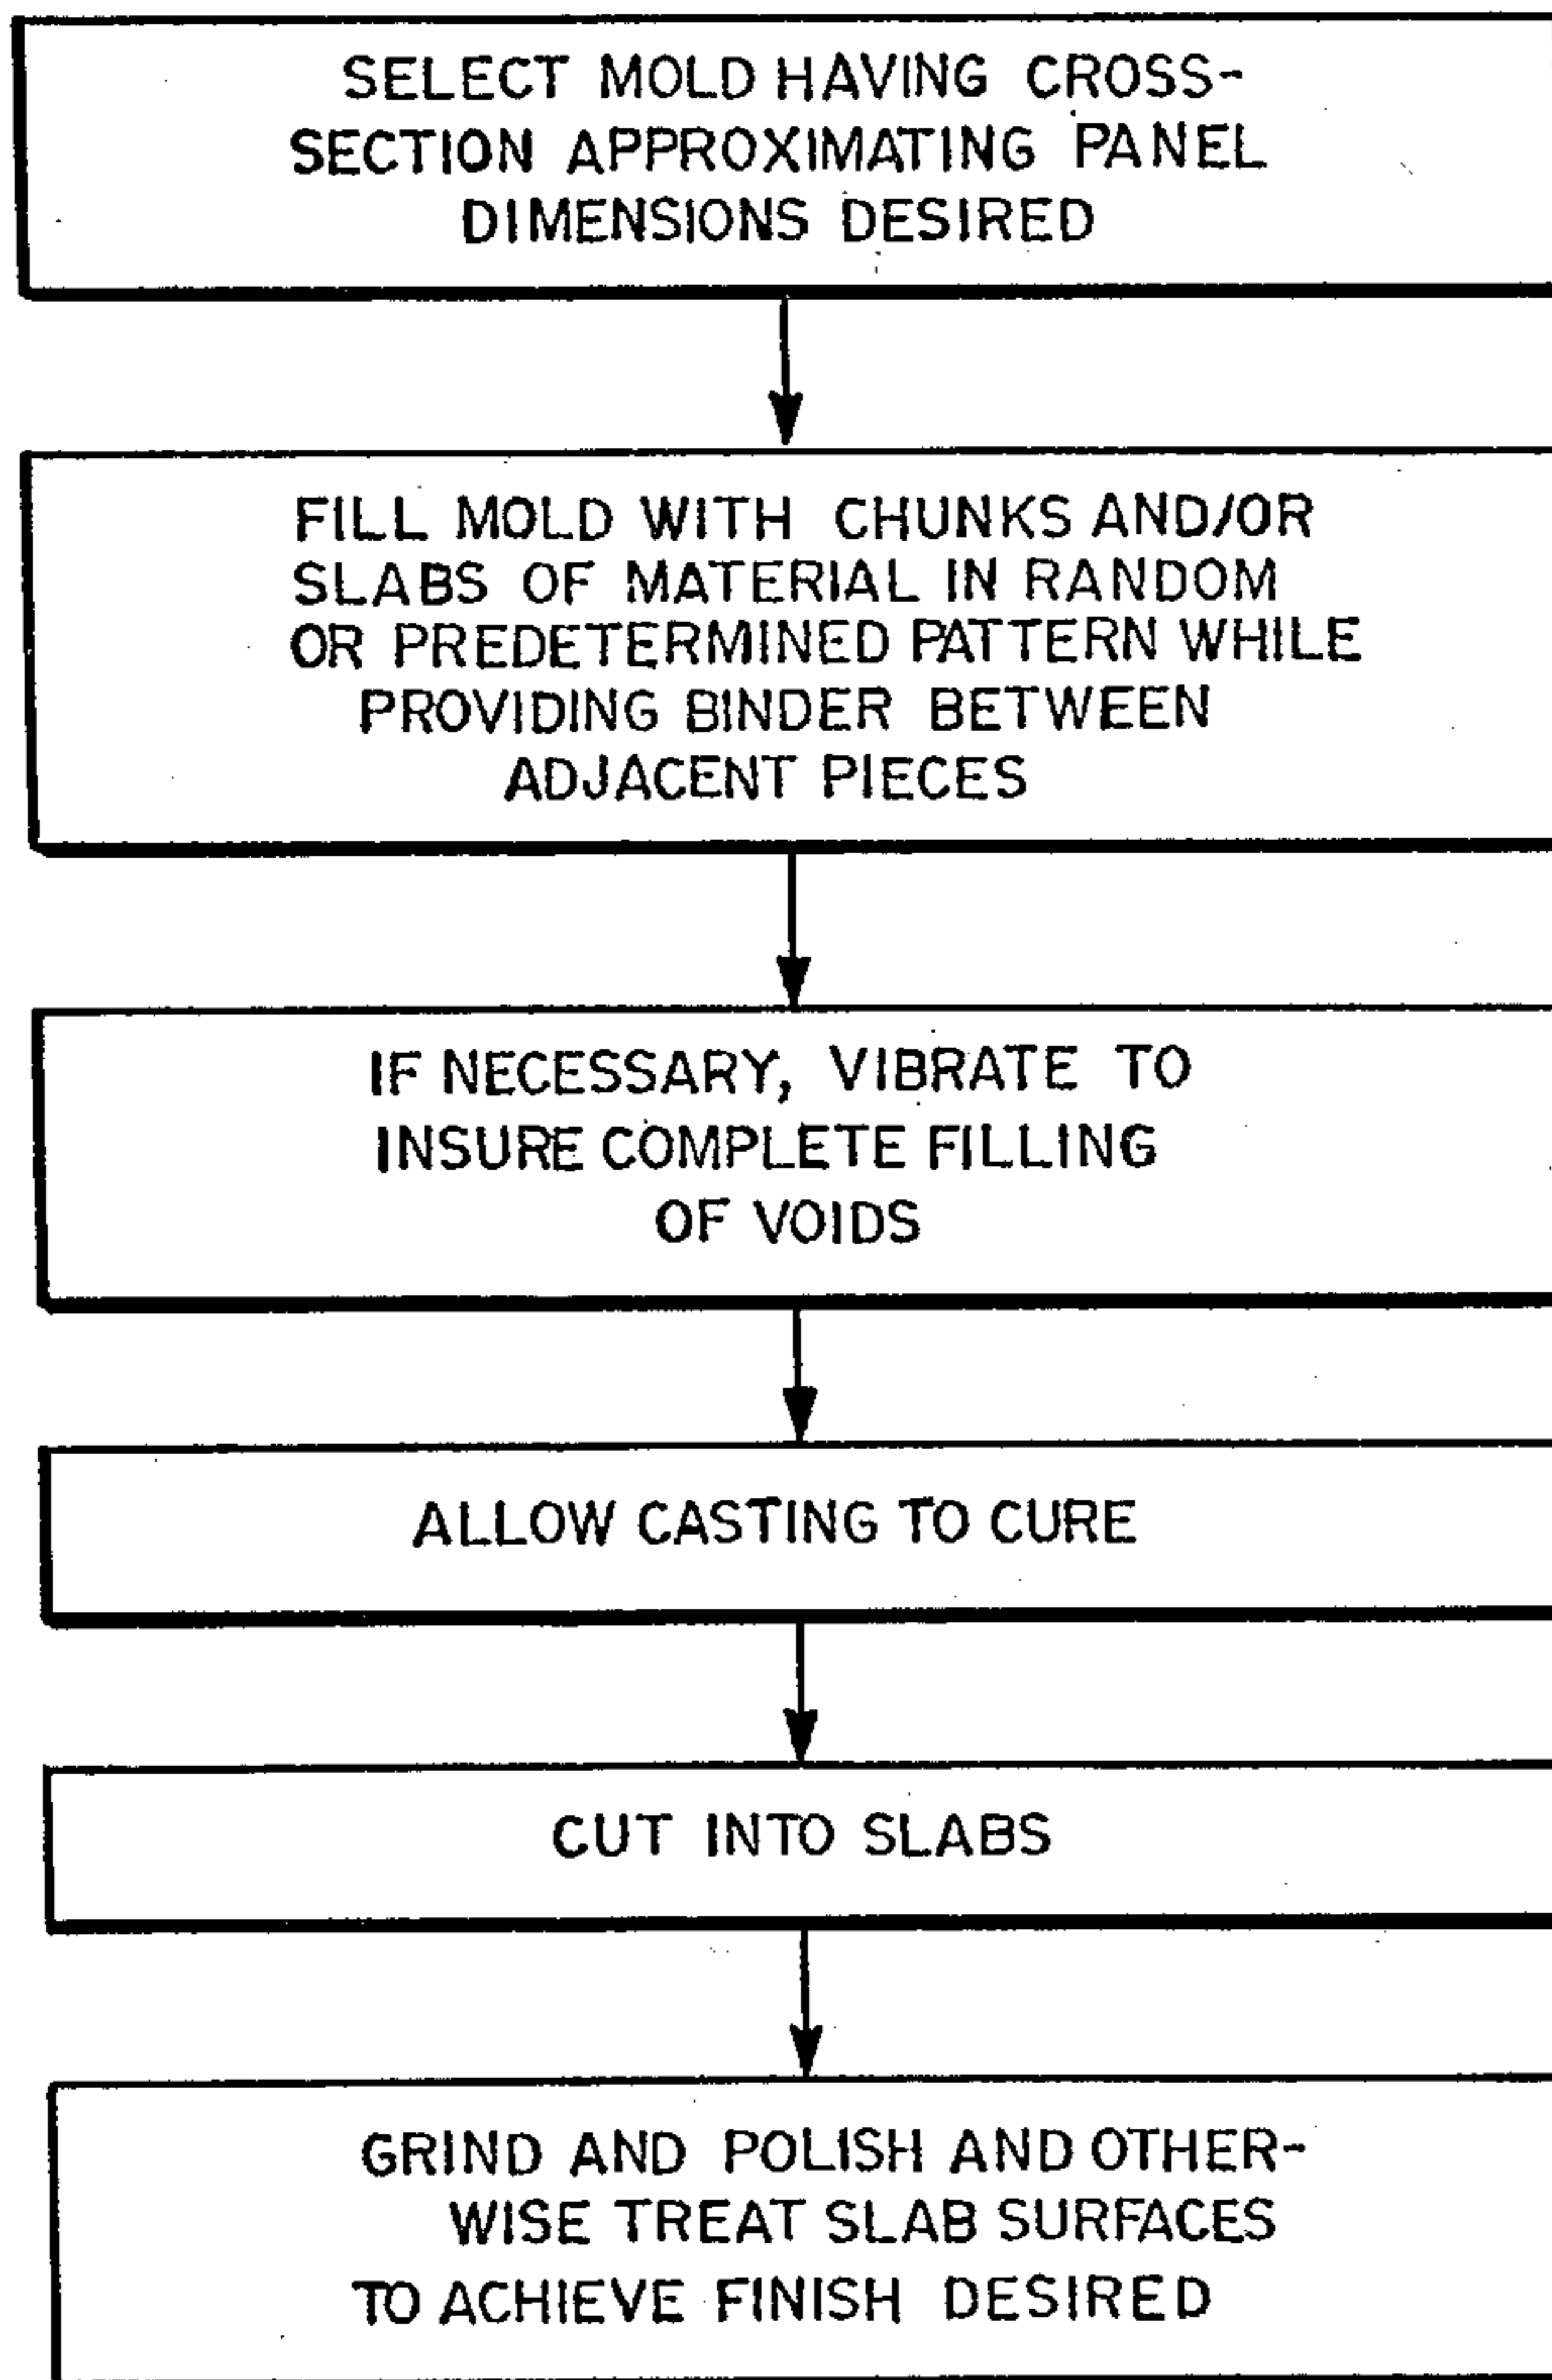 SELECT MOLD HAVING CROSS-
SECTION APPROXIMATING PANEL
DIMENSIONS DESIRED
FILL MOLD WITH CHUNKS AND/OR
SLABS OF MATERIAL IN RANDOM
OR PREDETERMINED PATTERN WHILE
PROVIDING BINDER BETWEEN
ADJACENT PIECES
IF NECESSARY, VIBRATE TO
INSURE COMPLETE FILLING
OF VOIDS
ALLOW CASTING TO CURE
CUT INTO SLABS
GRIND AND POLISH AND OTHER-
WISE TREAT SLAB SURFACES
TO ACHIEVE FINISH DESIRED